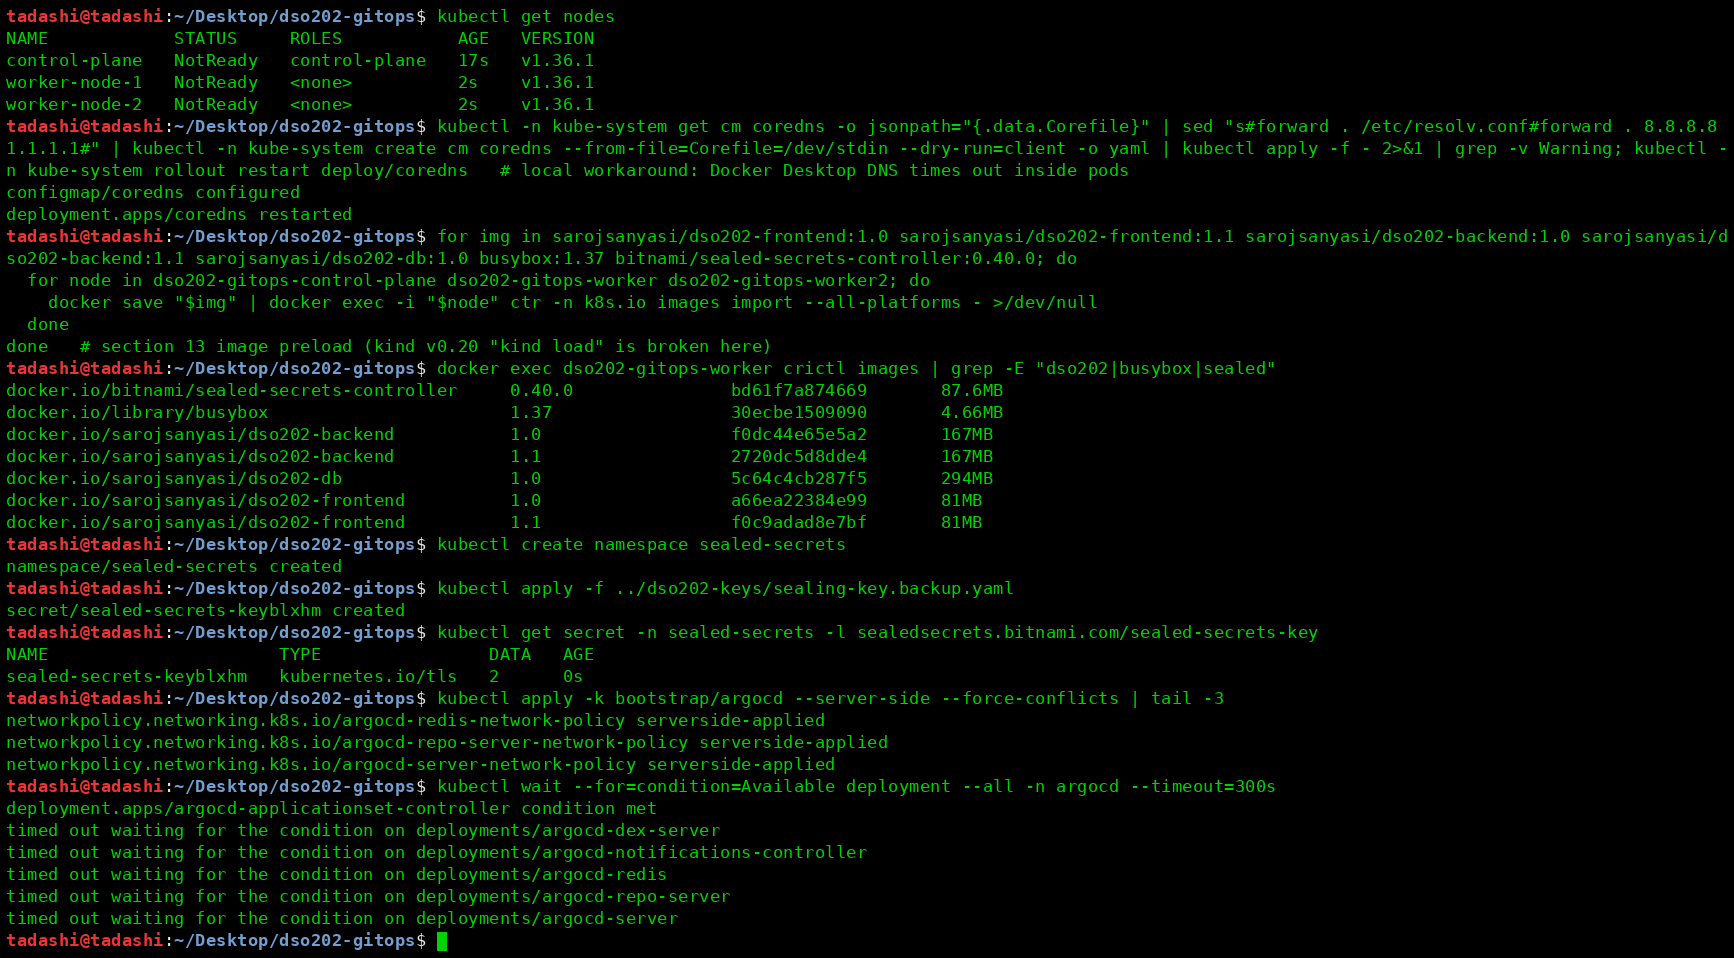 tadashi@tadashi:~/Desktop/dso202-gitops$ kubectl get nodes
NAME            STATUS     ROLES           AGE   VERSION
control-plane   NotReady   control-plane   17s   v1.36.1
worker-node-1   NotReady   <none>          2s    v1.36.1
worker-node-2   NotReady   <none>          2s    v1.36.1
tadashi@tadashi:~/Desktop/dso202-gitops$ kubectl -n kube-system get cm coredns -o jsonpath="{.data.Corefile}" | sed "s#forward . /etc/resolv.conf#forward . 8.8.8.8
1.1.1.1#" | kubectl -n kube-system create cm coredns --from-file=Corefile=/dev/stdin --dry-run=client -o yaml | kubectl apply -f - 2>&1 | grep -v Warning; kubectl -
n kube-system rollout restart deploy/coredns   # local workaround: Docker Desktop DNS times out inside pods
configmap/coredns configured
deployment.apps/coredns restarted
tadashi@tadashi:~/Desktop/dso202-gitops$ for img in sarojsanyasi/dso202-frontend:1.0 sarojsanyasi/dso202-frontend:1.1 sarojsanyasi/dso202-backend:1.0 sarojsanyasi/d
so202-backend:1.1 sarojsanyasi/dso202-db:1.0 busybox:1.37 bitnami/sealed-secrets-controller:0.40.0; do
  for node in dso202-gitops-control-plane dso202-gitops-worker dso202-gitops-worker2; do
    docker save "$img" | docker exec -i "$node" ctr -n k8s.io images import --all-platforms - >/dev/null
  done
done   # section 13 image preload (kind v0.20 "kind load" is broken here)
tadashi@tadashi:~/Desktop/dso202-gitops$ docker exec dso202-gitops-worker crictl images | grep -E "dso202|busybox|sealed"
docker.io/bitnami/sealed-secrets-controller     0.40.0               bd61f7a874669       87.6MB
docker.io/library/busybox                       1.37                 30ecbe1509090       4.66MB
docker.io/sarojsanyasi/dso202-backend           1.0                  f0dc44e65e5a2       167MB
docker.io/sarojsanyasi/dso202-backend           1.1                  2720dc5d8dde4       167MB
docker.io/sarojsanyasi/dso202-db                1.0                  5c64c4cb287f5       294MB
docker.io/sarojsanyasi/dso202-frontend          1.0                  a66ea22384e99       81MB
docker.io/sarojsanyasi/dso202-frontend          1.1                  f0c9adad8e7bf       81MB
tadashi@tadashi:~/Desktop/dso202-gitops$ kubectl create namespace sealed-secrets
namespace/sealed-secrets created
tadashi@tadashi:~/Desktop/dso202-gitops$ kubectl apply -f ../dso202-keys/sealing-key.backup.yaml
secret/sealed-secrets-keyblxhm created
tadashi@tadashi:~/Desktop/dso202-gitops$ kubectl get secret -n sealed-secrets -l sealedsecrets.bitnami.com/sealed-secrets-key
NAME                      TYPE                DATA   AGE
sealed-secrets-keyblxhm   kubernetes.io/tls   2      0s
tadashi@tadashi:~/Desktop/dso202-gitops$ kubectl apply -k bootstrap/argocd --server-side --force-conflicts | tail -3
networkpolicy.networking.k8s.io/argocd-redis-network-policy serverside-applied
networkpolicy.networking.k8s.io/argocd-repo-server-network-policy serverside-applied
networkpolicy.networking.k8s.io/argocd-server-network-policy serverside-applied
tadashi@tadashi:~/Desktop/dso202-gitops$ kubectl wait --for=condition=Available deployment --all -n argocd --timeout=300s
deployment.apps/argocd-applicationset-controller condition met
timed out waiting for the condition on deployments/argocd-dex-server
timed out waiting for the condition on deployments/argocd-notifications-controller
timed out waiting for the condition on deployments/argocd-redis
timed out waiting for the condition on deployments/argocd-repo-server
timed out waiting for the condition on deployments/argocd-server
tadashi@tadashi:~/Desktop/dso202-gitops$